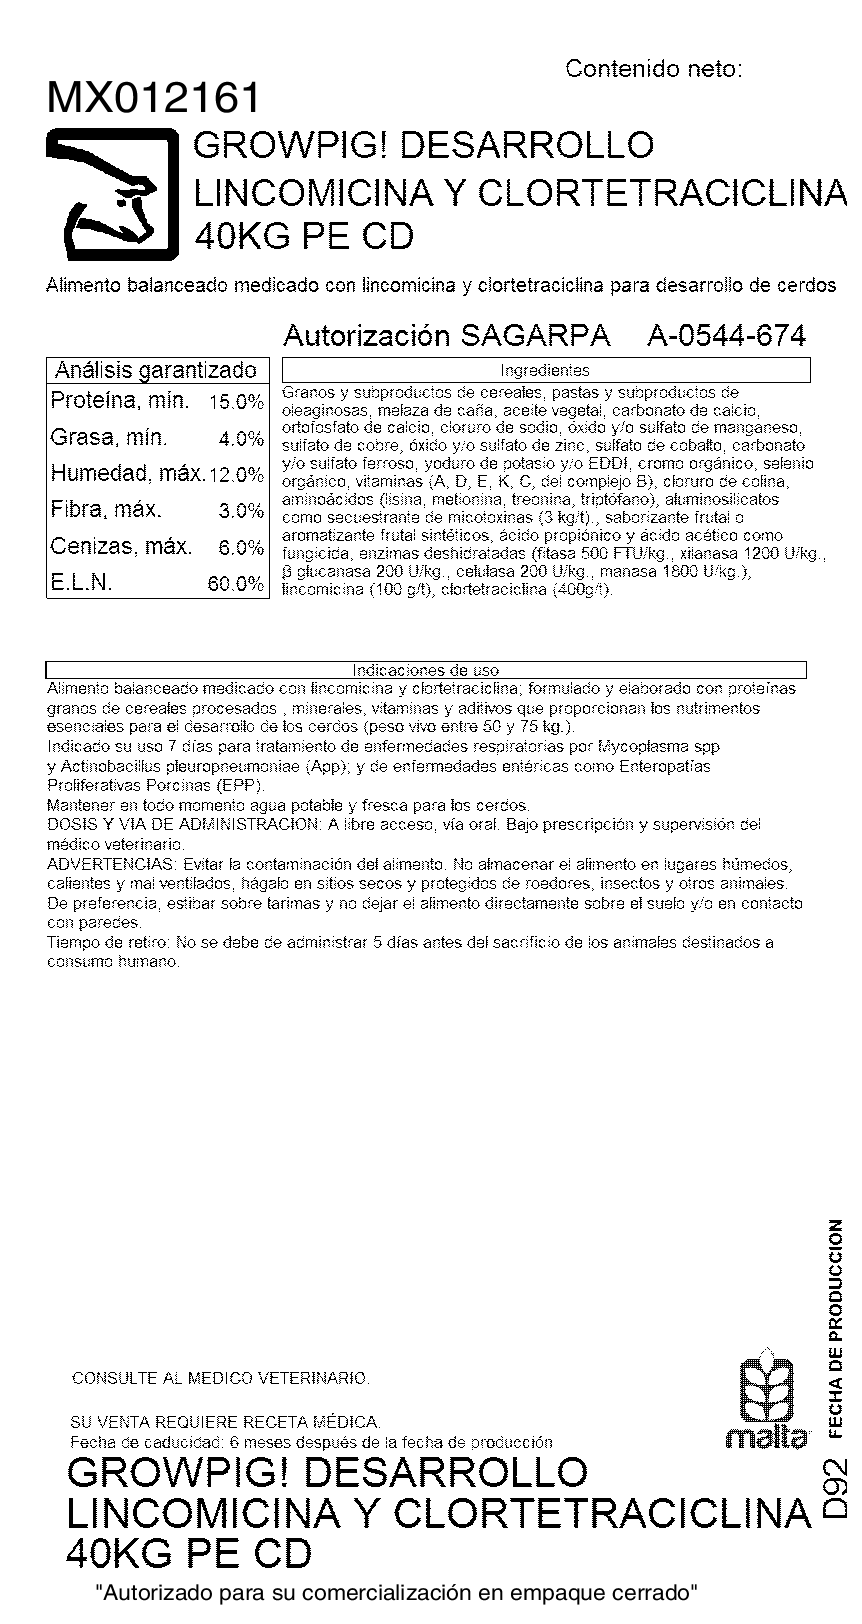 Contenido neto:
MX012161
GROWPIG! DESARROLLO
LINCOMICINA Y CLORTETRACICLINA
40KG PE CD
Alimento balanceado medicado con lincomicina y clortetraciclina para desarrollo de cerdos
Autorización SAGARPA A-0544-674
Análisis garantizado
Proteína, mín. 15.0%
Grasa, mín. 4.0%
Humedad, máx. 12.0%
Fibra, máx. 3.0%
Cenizas, máx. 6.0%
E.L.N. 60.0%
Ingredientes
Granos y subproductos de cereales, pastas y subproductos de
oleaginosas, melaza de caña, aceite vegetal, carbonato de calcio,
ortofosfato de calcio, cloruro de sodio, óxido y/o sulfato de manganeso,
sulfato de cobre, óxido y/o sulfato de zinc, sulfato de cobalto, carbonato
y/o sulfato ferroso, yoduro de potasio y/o EDDI, cromo orgánico, selenio
orgánico, vitaminas (A, D, E, K, C, del complejo B), cloruro de colina,
aminoácidos (lisina, metionina, treonina, triptófano), aluminosilicatos
como secuestrante de micotoxinas (3 kg/t)., saborizante frutal o
aromatizante frutal sintéticos, ácido propiónico y ácido acético como
fungicida, enzimas deshidratadas (fitasa 500 FTU/kg., xilanasa 1200 U/kg.,
β glucanasa 200 U/kg., celulasa 200 U/kg., manasa 1800 U/kg.),
lincomicina (100 g/t), clortetraciclina (400g/t).
Indicaciones de uso
Alimento balanceado medicado con lincomicina y clortetraciclina; formulado y elaborado con proteínas
granos de cereales procesados , minerales, vitaminas y aditivos que proporcionan los nutrimentos
esenciales para el desarrollo de los cerdos (peso vivo entre 50 y 75 kg.).
Indicado su uso 7 días para tratamiento de enfermedades respiratorias por Mycoplasma spp
y Actinobacillus pleuropneumoniae (App); y de enfermedades entéricas como Enteropatías
Proliferativas Porcinas (EPP).
Mantener en todo momento agua potable y fresca para los cerdos.
DOSIS Y VIA DE ADMINISTRACION: A libre acceso, vía oral. Bajo prescripción y supervisión del
médico veterinario.
ADVERTENCIAS: Evitar la contaminación del alimento. No almacenar el alimento en lugares húmedos,
calientes y mal ventilados, hágalo en sitios secos y protegidos de roedores, insectos y otros animales.
De preferencia, estibar sobre tarimas y no dejar el alimento directamente sobre el suelo y/o en contacto
con paredes.
Tiempo de retiro: No se debe de administrar 5 días antes del sacrificio de los animales destinados a
consumo humano.
FECHA DE PRODUCCION
CONSULTE AL MEDICO VETERINARIO.
SU VENTA REQUIERE RECETA MÉDICA.
Fecha de caducidad: 6 meses después de la fecha de producción
malta
D92
GROWPIG! DESARROLLO
LINCOMICINA Y CLORTETRACICLINA
40KG PE CD
"Autorizado para su comercialización en empaque cerrado"